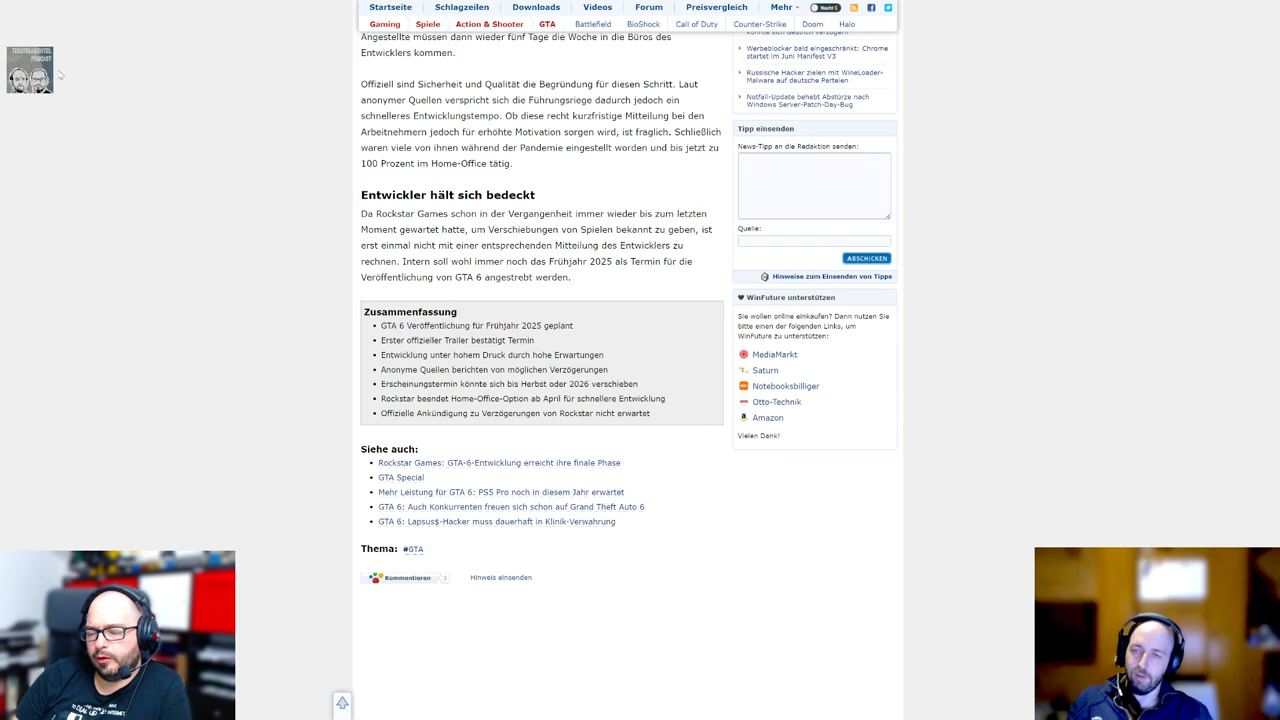 Startseite
Schlagzeilen
Downloads
Videos
Forum
Preisvergleich
Mehr
Nacht
Gaming
Spiele
Action & Shooter
GTA
Battlefield
BioShock
Call of Duty
Counter-Strike
Doom
Halo
TECHTELMECHTEL
PODCAST
Angestellte müssen dann wieder fünf Tage die Woche in die Büros des
Entwicklers kommen.
Offiziell sind Sicherheit und Qualität die Begründung für diesen Schritt. Laut
anonymer Quellen verspricht sich die Führungsriege dadurch jedoch ein
schnelleres Entwicklungstempo. Ob diese recht kurzfristige Mitteilung bei den
Arbeitnehmern jedoch für erhöhte Motivation sorgen wird, ist fraglich. Schließlich
waren viele von ihnen während der Pandemie eingestellt worden und bis jetzt zu
100 Prozent im Home-Office tätig.
Entwickler hält sich bedeckt
Da Rockstar Games schon in der Vergangenheit immer wieder bis zum letzten
Moment gewartet hatte, um Verschiebungen von Spielen bekannt zu geben, ist
erst einmal nicht mit einer entsprechenden Mitteilung des Entwicklers zu
rechnen. Intern soll wohl immer noch das Frühjahr 2025 als Termin für die
Veröffentlichung von GTA 6 angestrebt werden.
Zusammenfassung
• GTA 6 Veröffentlichung für Frühjahr 2025 geplant
• Erster offizieller Trailer bestätigt Termin
• Entwicklung unter hohem Druck durch hohe Erwartungen
• Anonyme Quellen berichten von möglichen Verzögerungen
• Erscheinungstermin könnte sich bis Herbst oder 2026 verschieben
• Rockstar beendet Home-Office-Option ab April für schnellere Entwicklung
• Offizielle Ankündigung zu Verzögerungen von Rockstar nicht erwartet
Siehe auch:
• Rockstar Games: GTA-6-Entwicklung erreicht ihre finale Phase
• GTA Special
• Mehr Leistung für GTA 6: PS5 Pro noch in diesem Jahr erwartet
• GTA 6: Auch Konkurrenten freuen sich schon auf Grand Theft Auto 6
• GTA 6: Lapsus$-Hacker muss dauerhaft in Klinik-Verwahrung
Thema: #GTA
Kommentieren
Hinweis einsenden
könnte sich deutlich verzögern
Werbeblocker bald eingeschränkt: Chrome
startet im Juni Manifest V3
Russische Hacker zielen mit WineLoader-
Malware auf deutsche Parteien
Notfall-Update behebt Abstürze nach
Windows Server-Patch-Day-Bug
Tipp einsenden
News-Tipp an die Redaktion senden:
Quelle:
ABSCHICKEN
Hinweise zum Einsenden von Tipps
WinFuture unterstützen
Sie wollen online einkaufen? Dann nutzen Sie
bitte einen der folgenden Links, um
WinFuture zu unterstützen:
MediaMarkt
Saturn
Notebooksbilliger
Otto-Technik
Amazon
Vielen Dank!